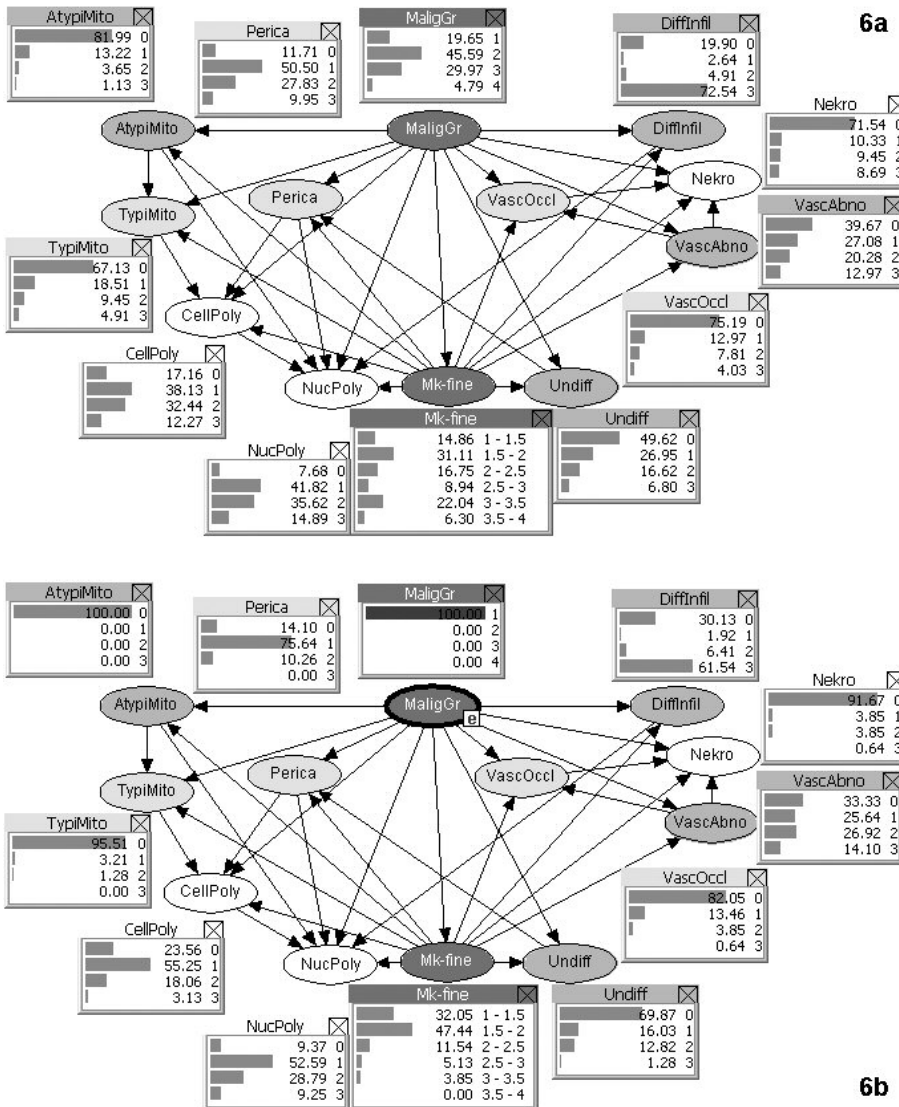 6a
AtypiMito
81.99 0
13.22 1
3.65 2
1.13 3
Perica
11.71 0
50.50 1
27.83 2
9.95 3
MaligGr
19.65 1
45.59 2
29.97 3
4.79 4
DiffInfil
19.90 0
2.64 1
4.91 2
72.54 3
Nekro
71.54 0
10.33 1
9.45 2
8.69 3
AtypiMito
MaligGr
DiffInfil
Nekro
Perica
VascOccl
TypiMito
VascAbno
VascAbno
39.67 0
27.08 1
20.28 2
12.97 3
TypiMito
67.13 0
18.51 1
9.45 2
4.91 3
CellPoly
VascOccl
75.19 0
12.97 1
7.81 2
4.03 3
CellPoly
17.16 0
38.13 1
32.44 2
12.27 3
NucPoly
Mk-fine
Undiff
NucPoly
7.68 0
41.82 1
35.62 2
14.89 3
Mk-fine
14.86 1 - 1.5
31.11 1.5 - 2
16.75 2 - 2.5
8.94 2.5 - 3
22.04 3 - 3.5
6.30 3.5 - 4
Undiff
49.62 0
26.95 1
16.62 2
6.80 3
AtypiMito
100.00 0
0.00 1
0.00 2
0.00 3
Perica
14.10 0
75.64 1
10.26 2
0.00 3
MaligGr
100.00 1
0.00 2
0.00 3
0.00 4
DiffInfil
30.13 0
1.92 1
6.41 2
61.54 3
Nekro
91.67 0
3.85 1
3.85 2
0.64 3
AtypiMito
MaligGr
e
DiffInfil
Nekro
Perica
VascOccl
TypiMito
VascAbno
VascAbno
33.33 0
25.64 1
26.92 2
14.10 3
TypiMito
95.51 0
3.21 1
1.28 2
0.00 3
CellPoly
VascOccl
82.05 0
13.46 1
3.85 2
0.64 3
CellPoly
23.56 0
55.25 1
18.06 2
3.13 3
NucPoly
Mk-fine
Undiff
NucPoly
9.37 0
52.59 1
28.79 2
9.25 3
Mk-fine
32.05 1 - 1.5
47.44 1.5 - 2
11.54 2 - 2.5
5.13 2.5 - 3
3.85 3 - 3.5
0.00 3.5 - 4
Undiff
69.87 0
16.03 1
12.82 2
1.28 3
6b